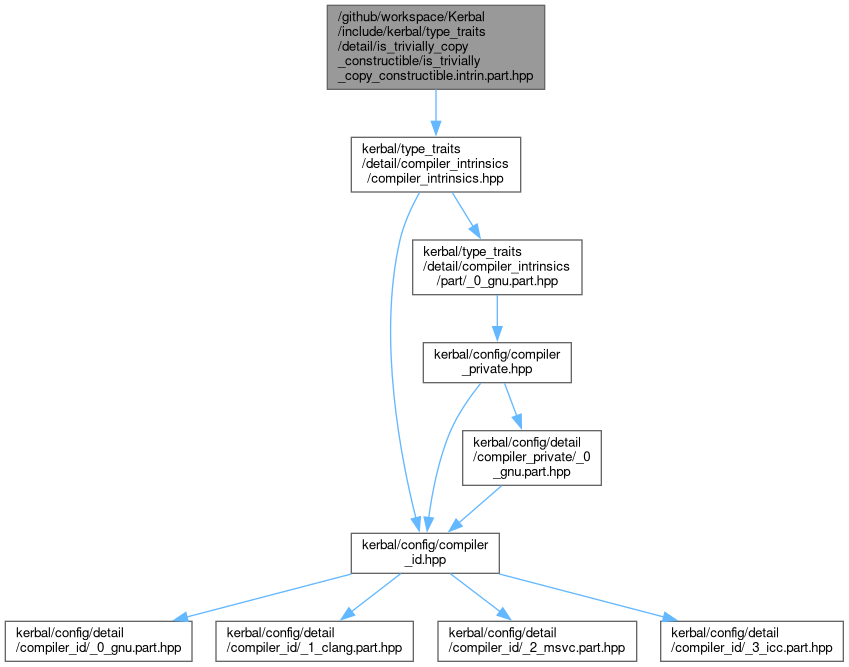 /github/workspace/Kerbal
/include/kerbal/type_traits
/detail/is_trivially_copy
_constructible/is_trivially
_copy_constructible.intrin.part.hpp
kerbal/type_traits
/detail/compiler_intrinsics
/compiler_intrinsics.hpp
kerbal/type_traits
/detail/compiler_intrinsics
/part/_0_gnu.part.hpp
kerbal/config/compiler
_private.hpp
kerbal/config/detail
/compiler_private/_0
_gnu.part.hpp
kerbal/config/compiler
_id.hpp
kerbal/config/detail
/compiler_id/_0_gnu.part.hpp
kerbal/config/detail
/compiler_id/_1_clang.part.hpp
kerbal/config/detail
/compiler_id/_2_msvc.part.hpp
kerbal/config/detail
/compiler_id/_3_icc.part.hpp